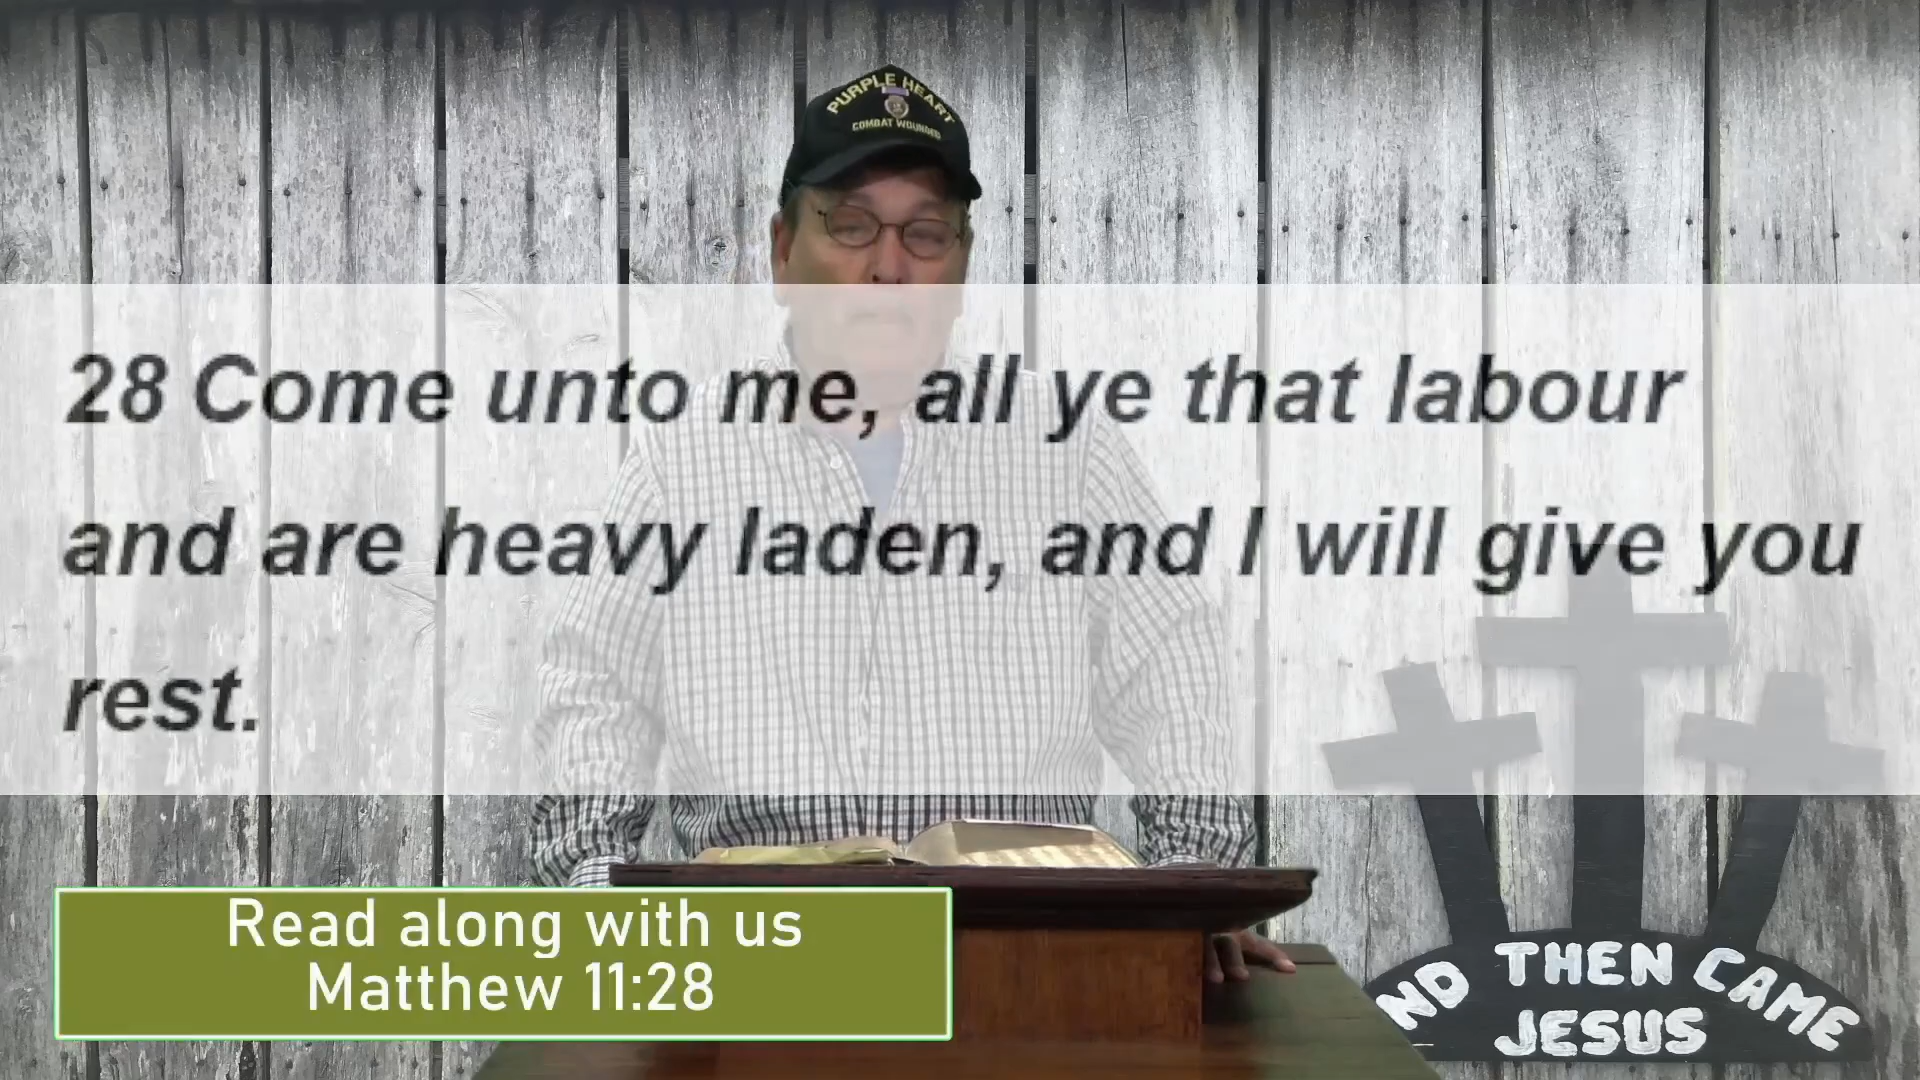 PURPLE HEART
COMBAT WOUNDED
28 Come unto me, all ye that labour
and are heavy laden, and I will give you
rest.
Read along with us
Matthew 11:28
ND THEN CAME
JESUS